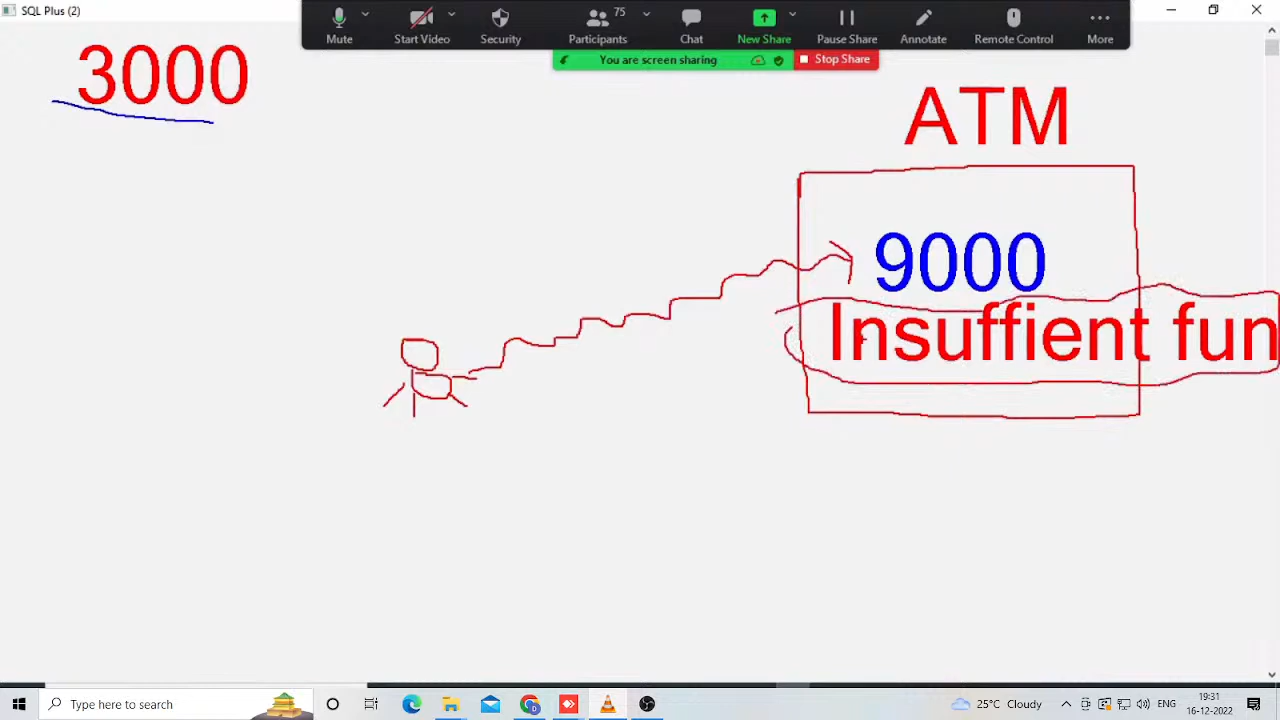 SQL Plus (2)
75
Mute
Start Video
Security
Participants
Chat
New Share
Pause Share
Annotate
Remote Control
More
You are screen sharing
Stop Share
3000
ATM
9000
Insuffient fun
Type here to search
25°C Cloudy
ENG
19:31
16-12-2022